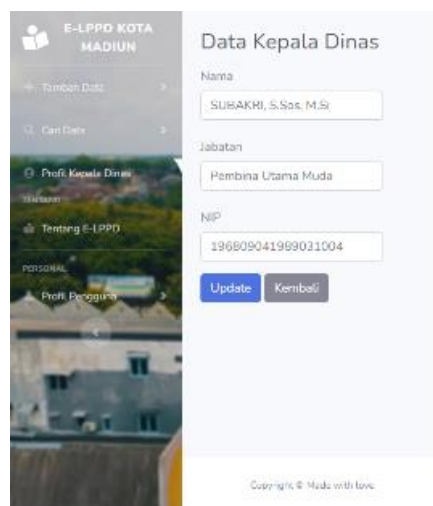 E-LPPD KOTA
MADIUN
Tambah Data
Cari Data
Profil Kepala Dinas
TENTANG
Tentang E-LPPD
PERSONAL
Profil Pengguna
Data Kepala Dinas
Nama
SUBAKRI, S.Sos, M.Si
Jabatan
Pembina Utama Muda
NIP
196809041989031004
Update Kembali
Copyright © Made with love